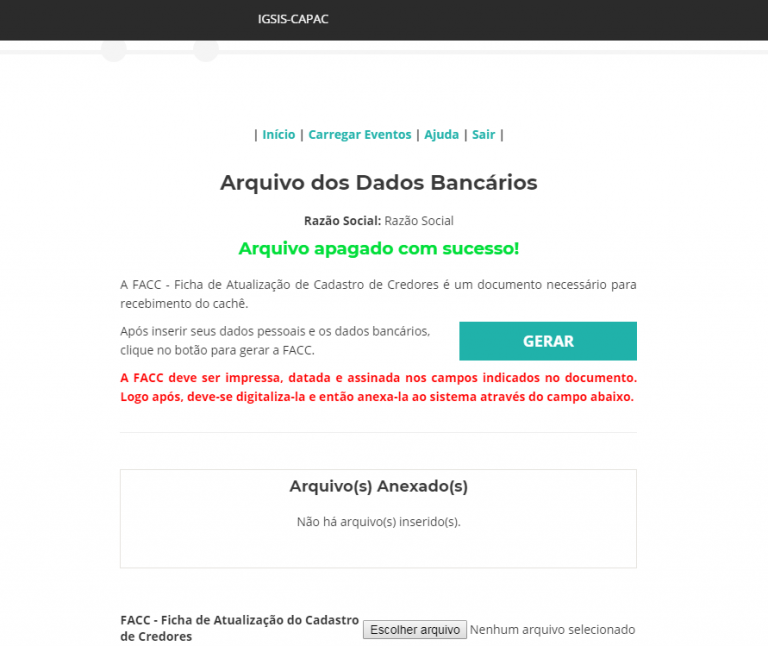 IGSIS-CAPAC
| Início | Carregar Eventos | Ajuda | Sair |
Arquivo dos Dados Bancários
Razão Social: Razão Social
Arquivo apagado com sucesso!
A FACC - Ficha de Atualização de Cadastro de Credores é um documento necessário para
recebimento do cachê.
Após inserir seus dados pessoais e os dados bancários,
clique no botão para gerar a FACC.
GERAR
A FACC deve ser impressa, datada e assinada nos campos indicados no documento.
Logo após, deve-se digitaliza-la e então anexa-la ao sistema através do campo abaixo.
Arquivo(s) Anexado(s)
Não há arquivo(s) inserido(s).
FACC - Ficha de Atualização do Cadastro
de Credores
Escolher arquivo Nenhum arquivo selecionado